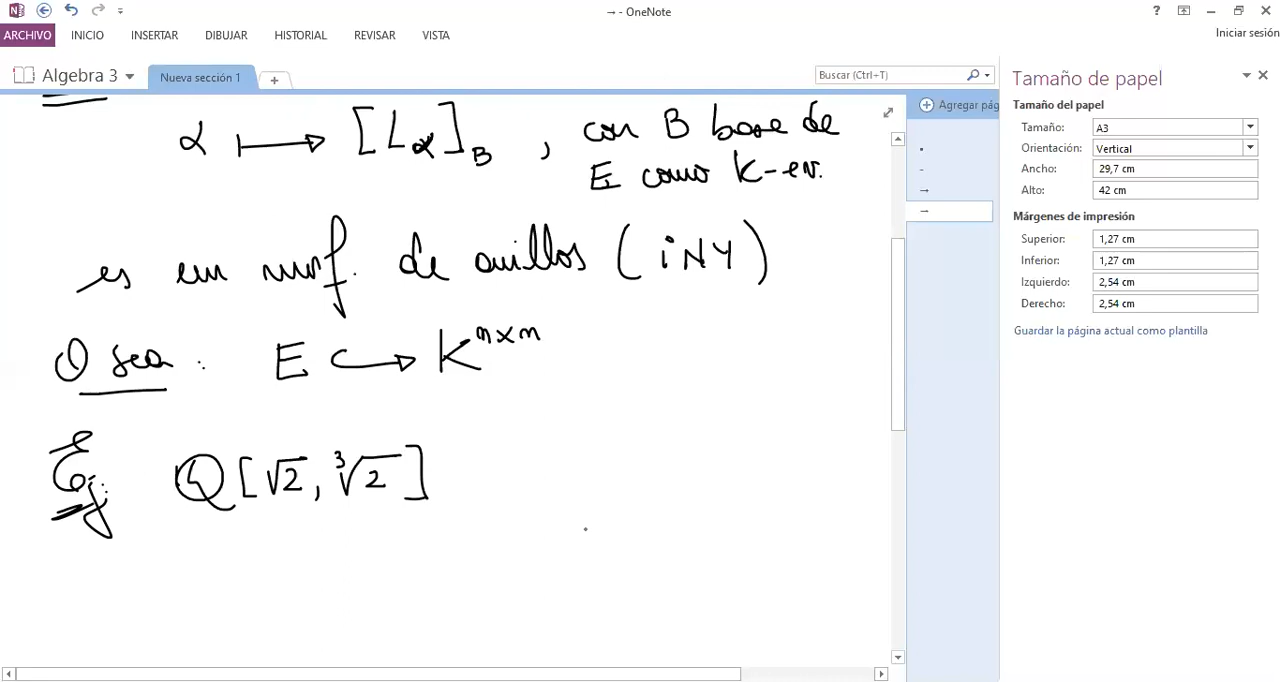 → - OneNote
?
ARCHIVO INICIO INSERTAR DIBUJAR HISTORIAL REVISAR VISTA
Iniciar sesión
Algebra 3
Nueva sección 1
+
Buscar (Ctrl+T)
Agregar pág
→
→
α ↦ [Lα]B , con B base de
E como K-ev.
es un morf. de anillos (iNY)
O sea: E ↪ K^{n×n}
Ej: Q[√2, ∛2]
Tamaño de papel
Tamaño del papel
Tamaño: A3
Orientación: Vertical
Ancho: 29,7 cm
Alto: 42 cm
Márgenes de impresión
Superior: 1,27 cm
Inferior: 1,27 cm
Izquierdo: 2,54 cm
Derecho: 2,54 cm
Guardar la página actual como plantilla